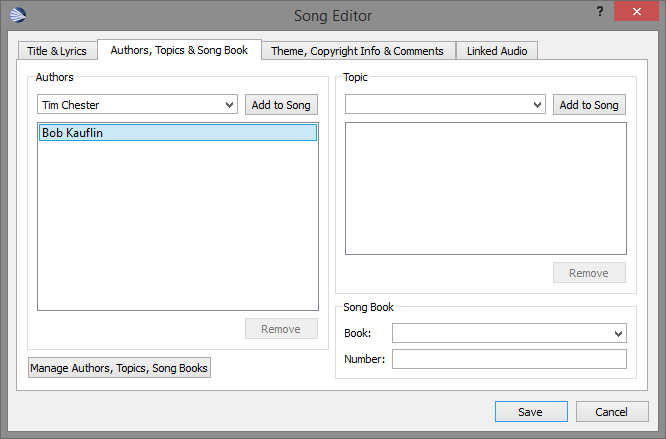 Song Editor
?
Title & Lyrics
Authors, Topics & Song Book
Theme, Copyright Info & Comments
Linked Audio
Authors
Tim Chester
Add to Song
Bob Kauflin
Remove
Manage Authors, Topics, Song Books
Topic
Add to Song
Remove
Song Book
Book:
Number:
Save
Cancel